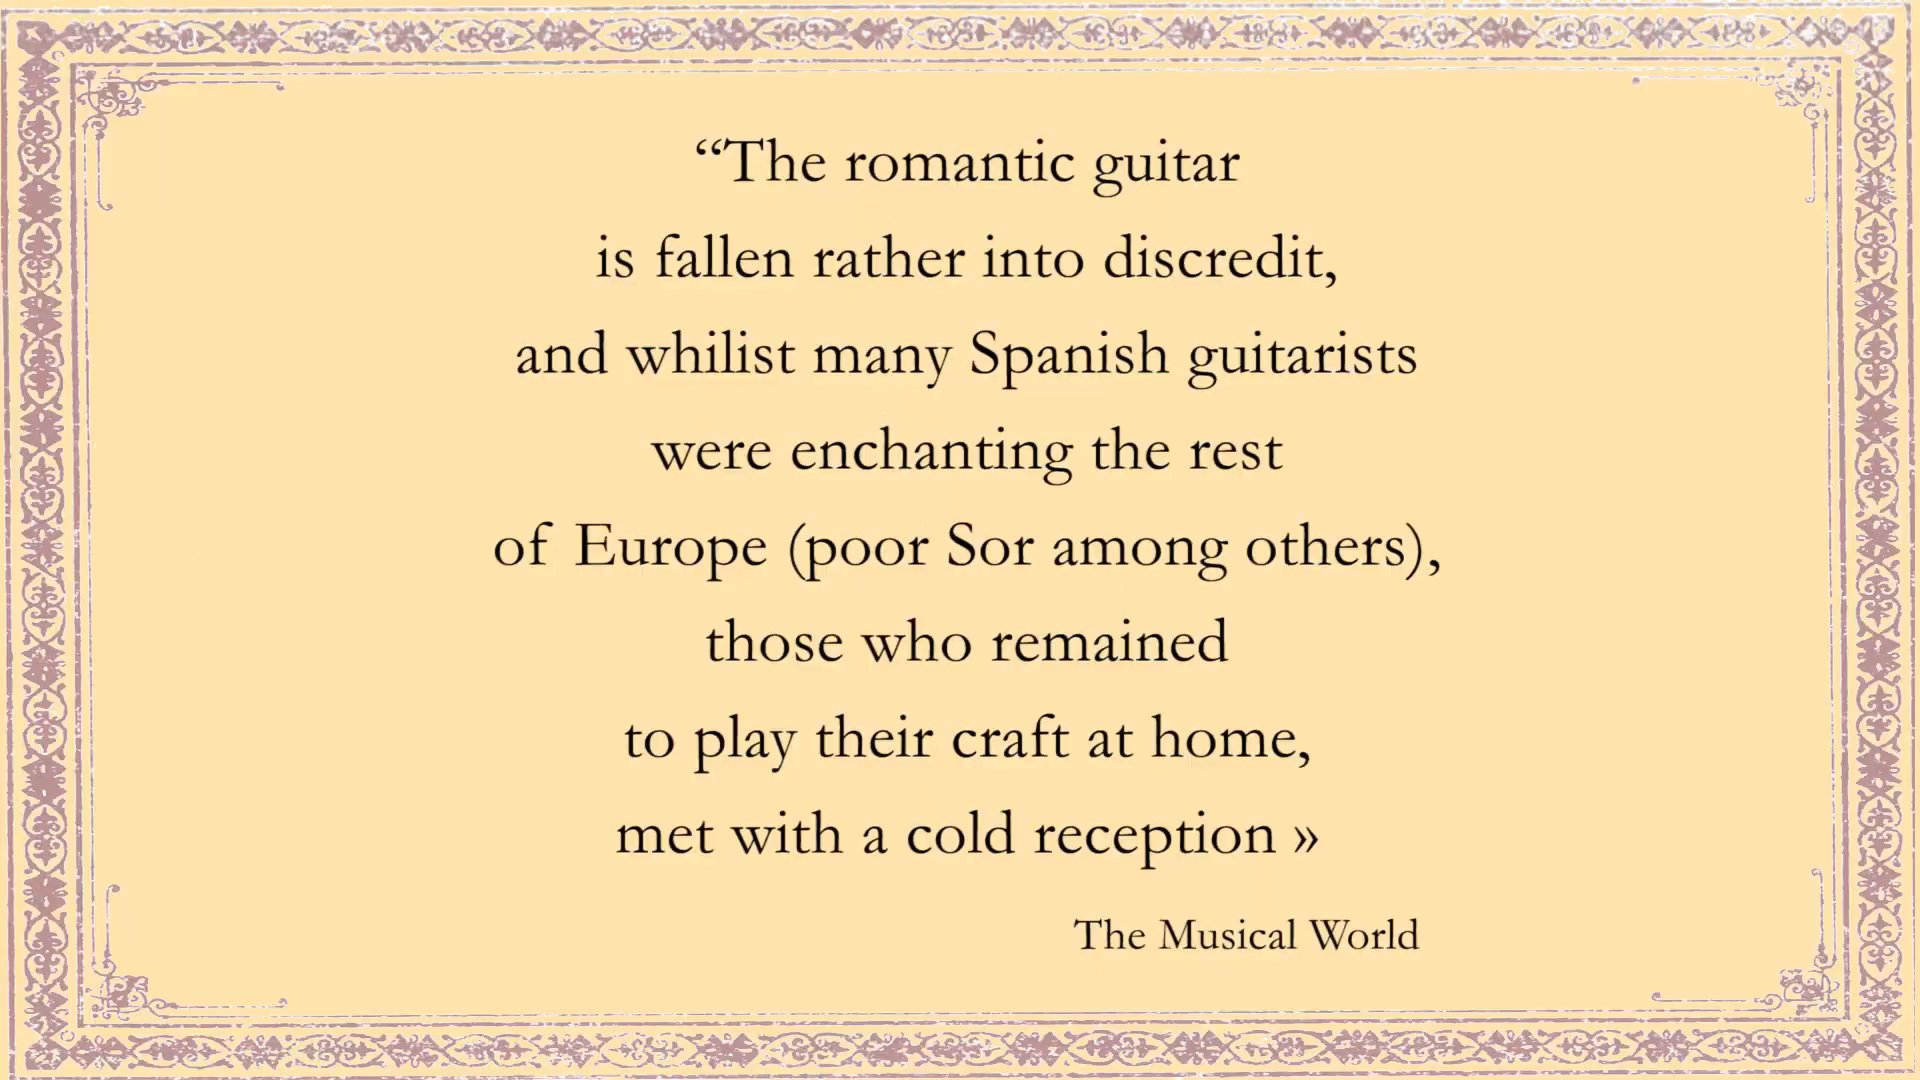 “The romantic guitar
is fallen rather into discredit,
and whilist many Spanish guitarists
were enchanting the rest
of Europe (poor Sor among others),
those who remained
to play their craft at home,
met with a cold reception »
The Musical World